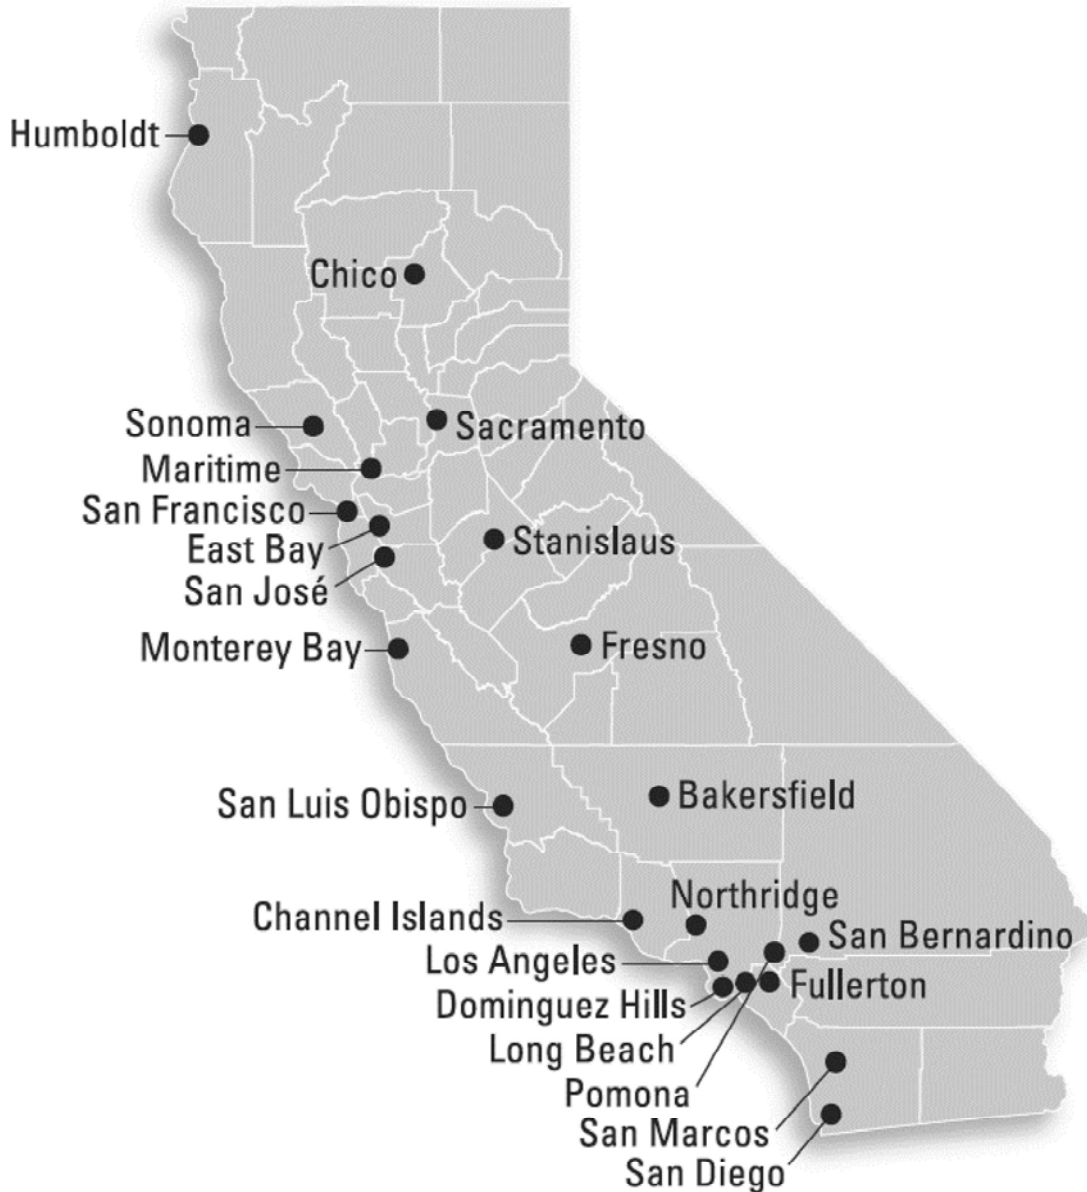 Humboldt
Chico
Sonoma
Sacramento
Maritime
San Francisco
East Bay
Stanislaus
San José
Monterey Bay
Fresno
San Luis Obispo
Bakersfield
Northridge
Channel Islands
San Bernardino
Los Angeles
Fullerton
Dominguez Hills
Long Beach
Pomona
San Marcos
San Diego